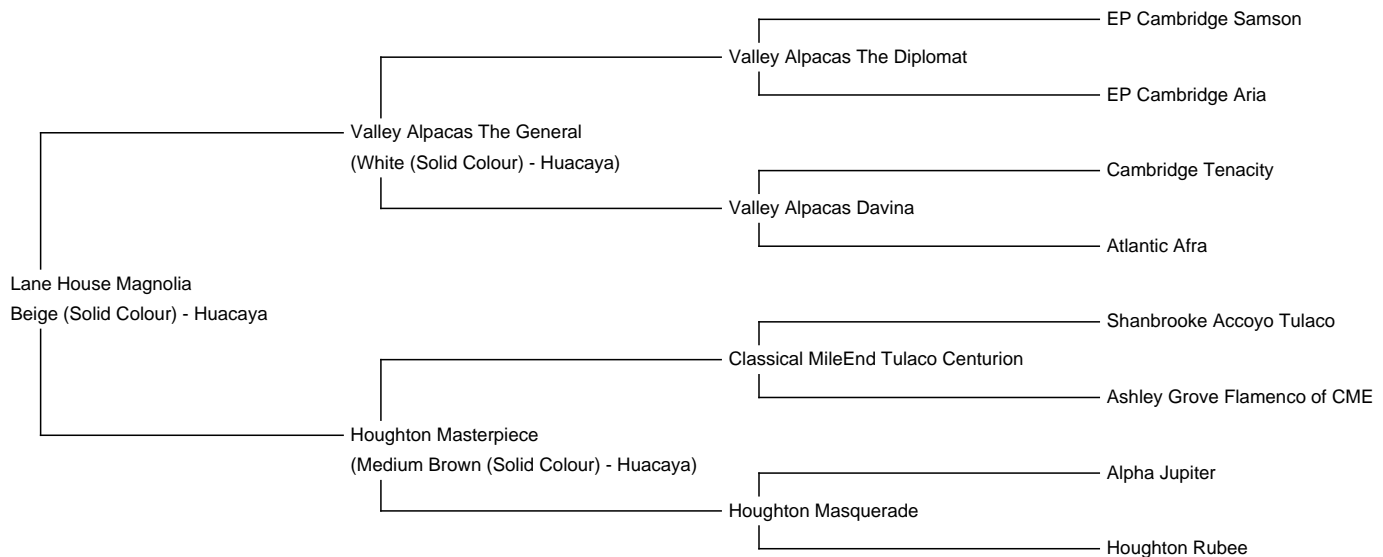 EP Cambridge Samson
Valley Alpacas The Diplomat
EP Cambridge Aria
Valley Alpacas The General
(White (Solid Colour) - Huacaya)
Cambridge Tenacity
Valley Alpacas Davina
Atlantic Afra
Lane House Magnolia
Beige (Solid Colour) - Huacaya
Shanbrooke Accoyo Tulaco
Classical MileEnd Tulaco Centurion
Ashley Grove Flamenco of CME
Houghton Masterpiece
(Medium Brown (Solid Colour) - Huacaya)
Alpha Jupiter
Houghton Masquerade
Houghton Rubee